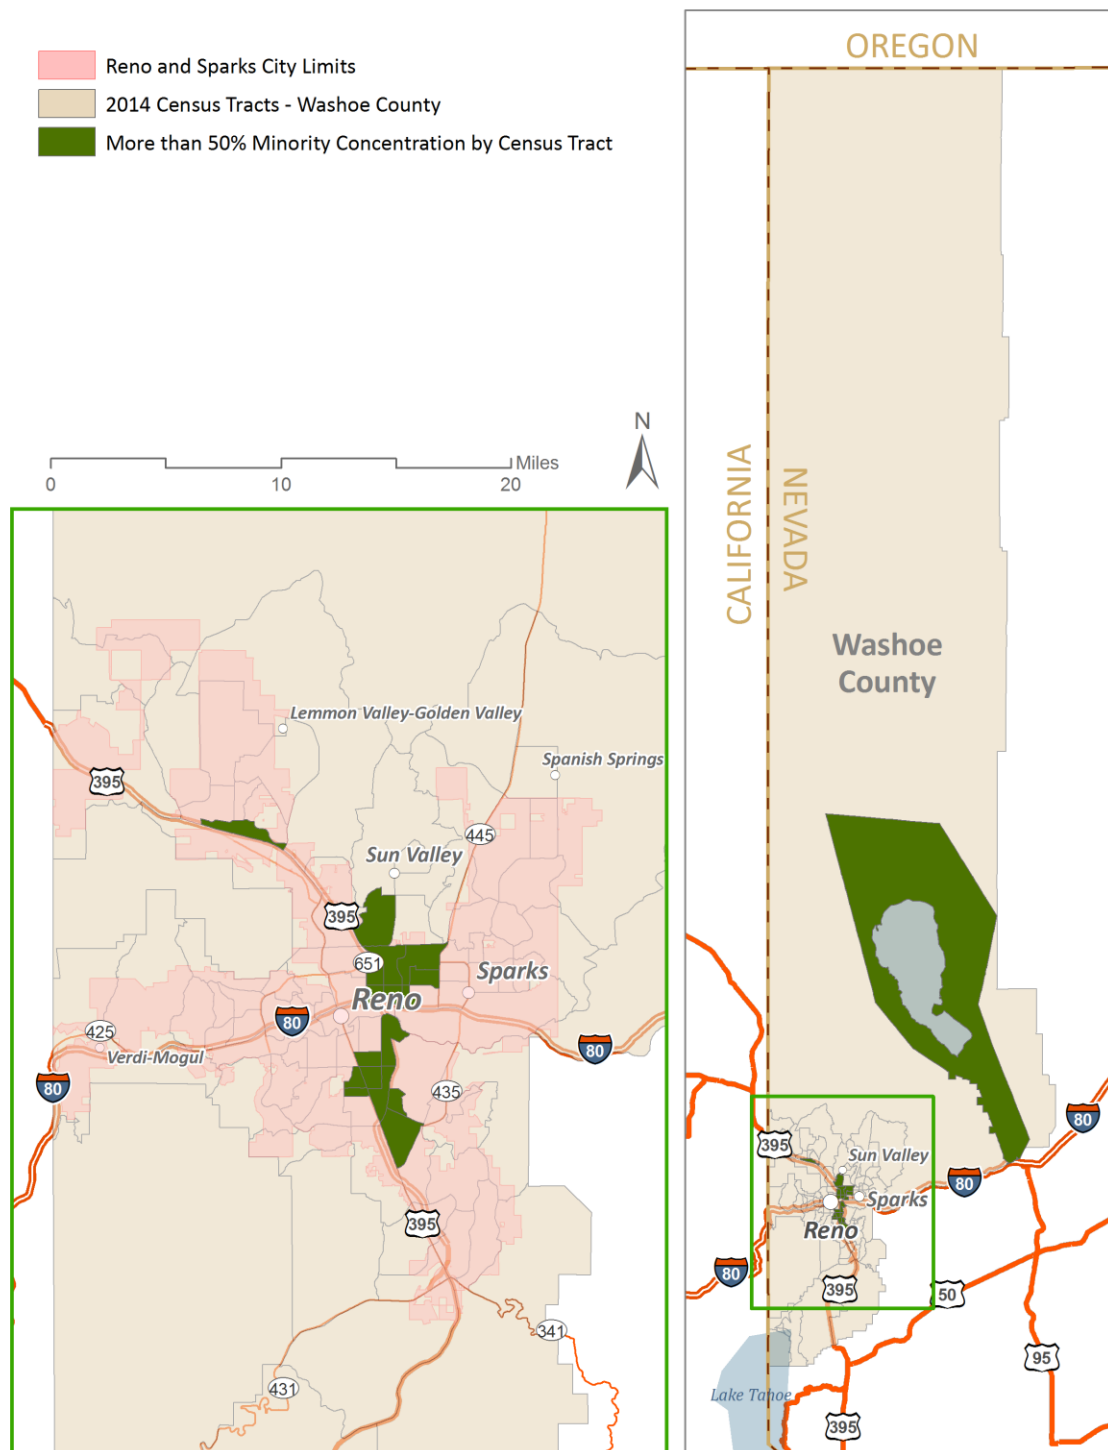 Reno and Sparks City Limits
2014 Census Tracts - Washoe County
More than 50% Minority Concentration by Census Tract
N
Miles
0
10
20
Lemmon Valley-Golden Valley
Spanish Springs
395
445
Sun Valley
395
651
Sparks
Reno
80
425
Verdi-Mogul
80
80
435
395
341
431
OREGON
CALIFORNIA
NEVADA
Washoe
County
80
395
Sun Valley
80
Sparks
Reno
80
395
50
95
Lake Tahoe
395